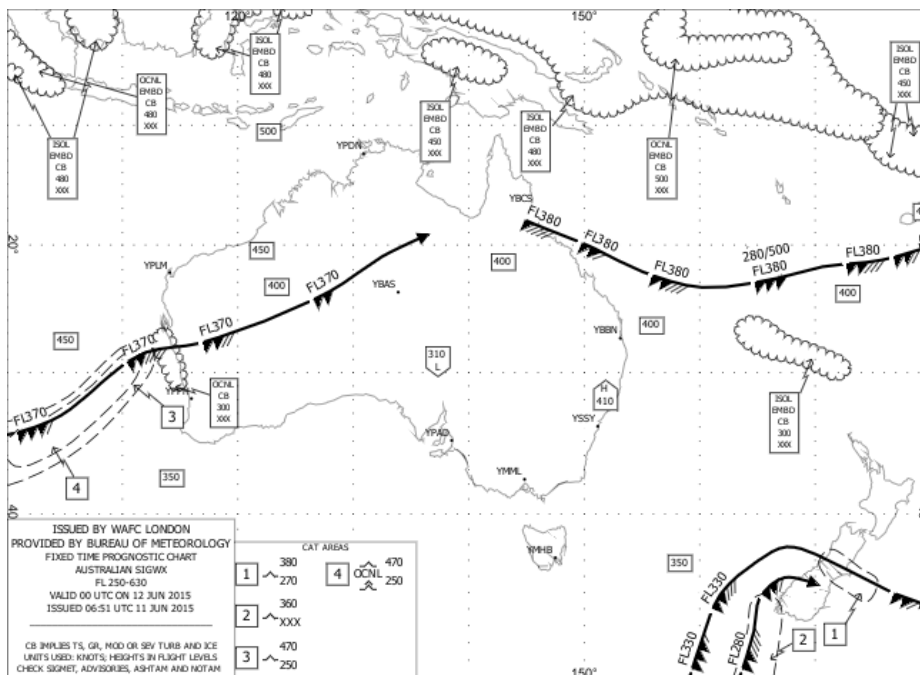 120°
150°
ISOL
EMBD
CB
480
XXX
OCNL
EMBD
CB
480
XXX
ISOL
EMBD
CB
480
XXX
500
ISOL
EMBD
CB
450
XXX
ISOL
EMBD
CB
480
XXX
OCNL
EMBD
CB
500
XXX
ISOL
EMBD
CB
450
XXX
YPDN
YBCS
FL380
FL380
FL380
280/500
FL380
FL380
20°
450
400
400
400
400
YPLM
YBAS
YBBN
FL370
FL370
FL370
FL370
450
310
L
H
410
OCNL
CB
300
XXX
ISOL
EMBD
CB
300
XXX
3
4
350
YPAD
YSSY
YMML
YMHB
40°
350
FL330
FL330
FL280
2
1
150°
ISSUED BY WAFC LONDON
PROVIDED BY BUREAU OF METEOROLOGY
FIXED TIME PROGNOSTIC CHART
AUSTRALIAN SIGWX
FL 250-630
VALID 00 UTC ON 12 JUN 2015
ISSUED 06:51 UTC 11 JUN 2015
CB IMPLIES TS, GR, MOD OR SEV TURB AND ICE
UNITS USED: KNOTS; HEIGHTS IN FLIGHT LEVELS
CHECK SIGMET, ADVISORIES, ASHTAM AND NOTAM
CAT AREAS
1 380
270
2 360
XXX
3 470
250
4 OCNL 470
250